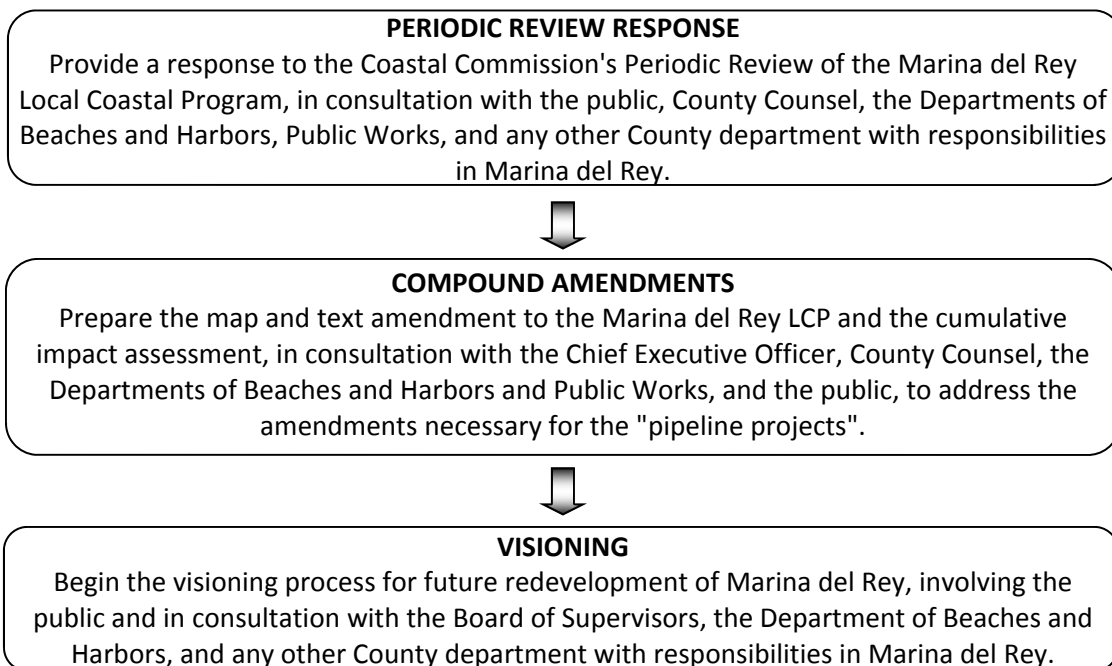 PERIODIC REVIEW RESPONSE
Provide a response to the Coastal Commission's Periodic Review of the Marina del Rey
Local Coastal Program, in consultation with the public, County Counsel, the Departments of
Beaches and Harbors, Public Works, and any other County department with responsibilities
in Marina del Rey.
COMPOUND AMENDMENTS
Prepare the map and text amendment to the Marina del Rey LCP and the cumulative
impact assessment, in consultation with the Chief Executive Officer, County Counsel, the
Departments of Beaches and Harbors and Public Works, and the public, to address the
amendments necessary for the "pipeline projects".
VISIONING
Begin the visioning process for future redevelopment of Marina del Rey, involving the
public and in consultation with the Board of Supervisors, the Department of Beaches and
Harbors, and any other County department with responsibilities in Marina del Rey.